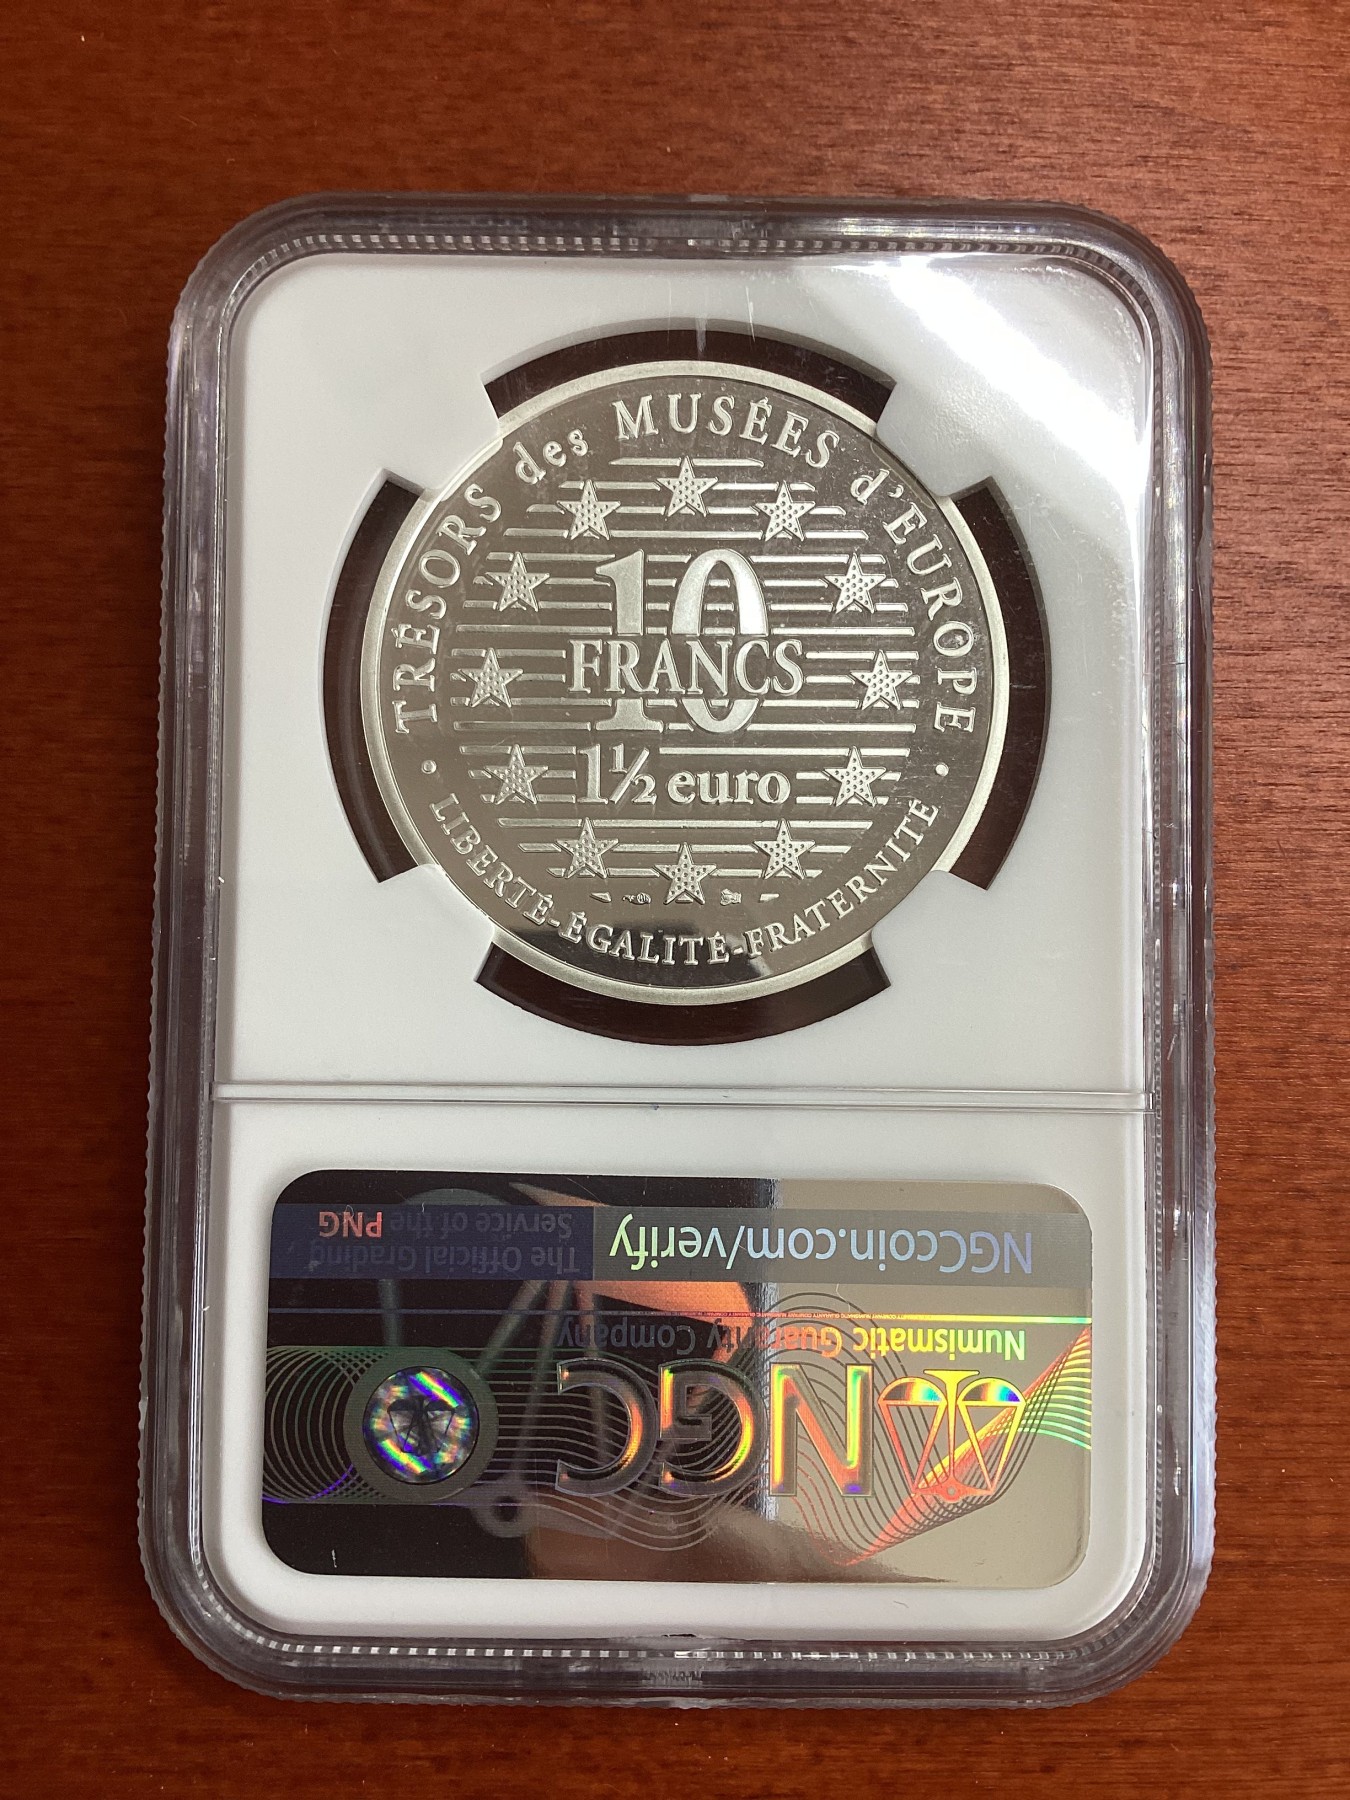 TRÉSORS des MUSÉES d'EUROPE
10
FRANCS
1½ euro
• LIBERTÉ-ÉGALITÉ-FRATERNITÉ •
NGCcoin.com/verify
The Official Grading
Service of the PNG
Numismatic Guaranty Company
NGC